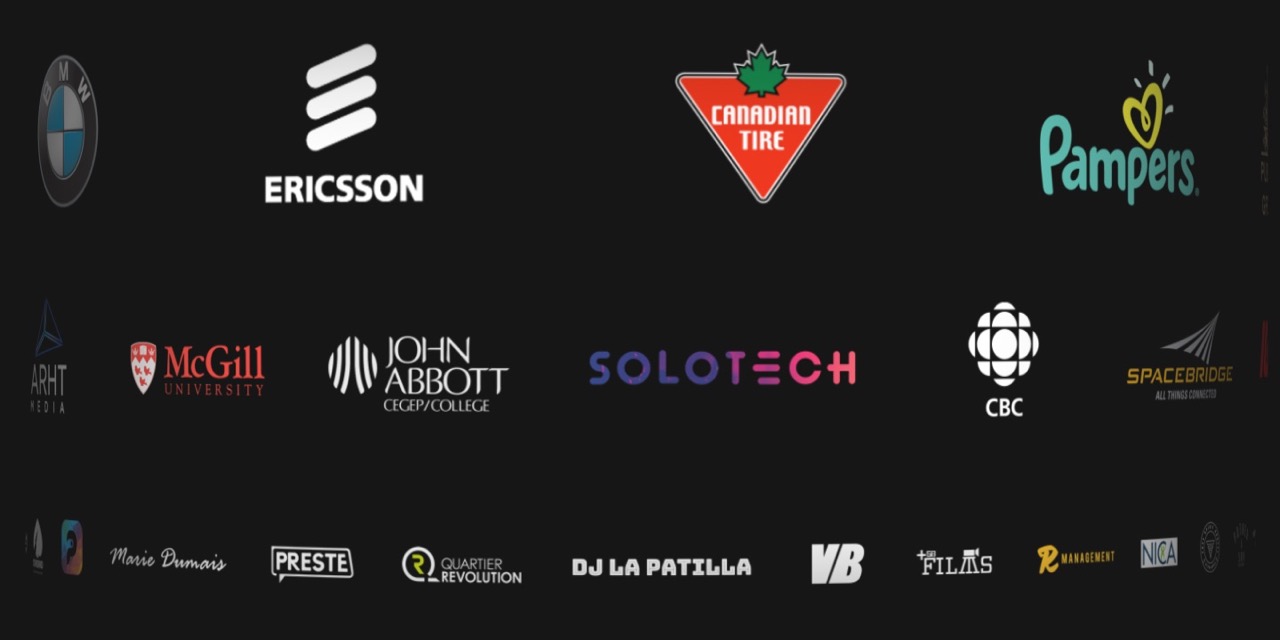 BMW
ERICSSON
CANADIAN
TIRE
Pampers
ARHT
MEDIA
McGill
UNIVERSITY
JOHN
ABBOTT
CEGEP/COLLEGE
SOLOTECH
CBC
SPACEBRIDGE
ALL THINGS CONNECTED
Marie Dumais
PRESTE
QUARTIER
REVOLUTION
DJ LA PATILLA
VB
FILMS
R MANAGEMENT
NICA